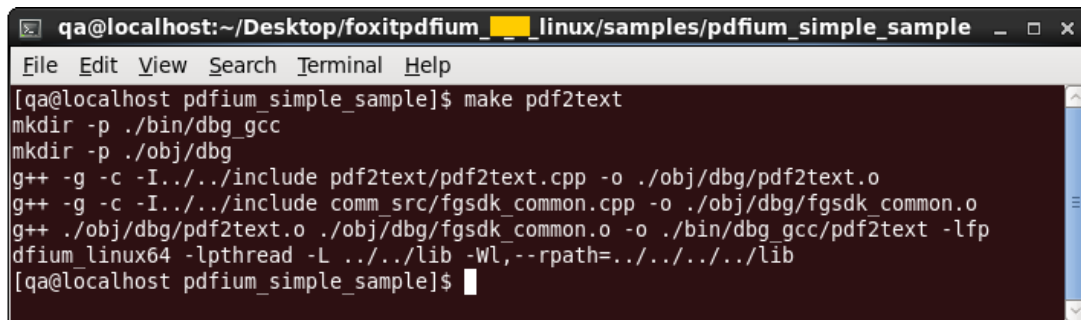 qa@localhost:~/Desktop/foxitpdfium_ _ _linux/samples/pdfium_simple_sample
File Edit View Search Terminal Help
[qa@localhost pdfium_simple_sample]$ make pdf2text
mkdir -p ./bin/dbg_gcc
mkdir -p ./obj/dbg
g++ -g -c -I../../include pdf2text/pdf2text.cpp -o ./obj/dbg/pdf2text.o
g++ -g -c -I../../include comm_src/fgsdk_common.cpp -o ./obj/dbg/fgsdk_common.o
g++ ./obj/dbg/pdf2text.o ./obj/dbg/fgsdk_common.o -o ./bin/dbg_gcc/pdf2text -lfp
dfium_linux64 -lpthread -L ../../lib -Wl,--rpath=../../../../lib
[qa@localhost pdfium_simple_sample]$